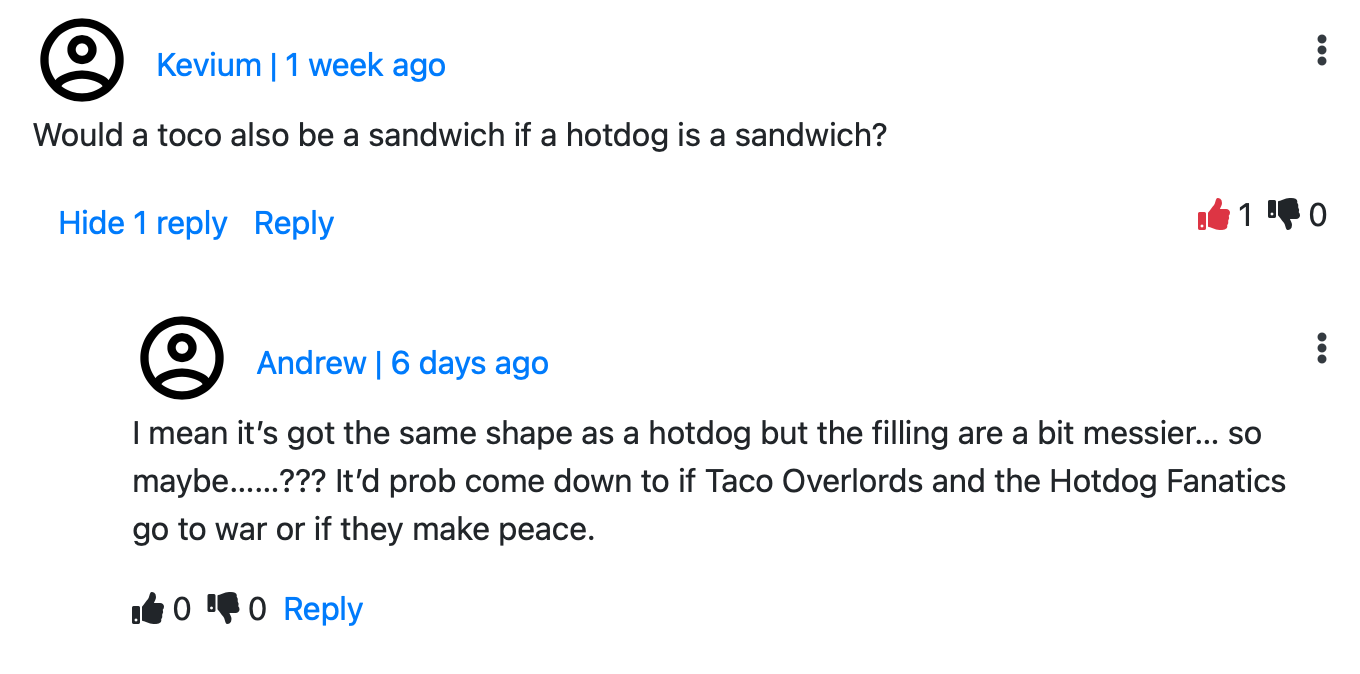 Kevium | 1 week ago
Would a toco also be a sandwich if a hotdog is a sandwich?
Hide 1 reply Reply
1 0
Andrew | 6 days ago
I mean it’s got the same shape as a hotdog but the filling are a bit messier... so
maybe......??? It’d prob come down to if Taco Overlords and the Hotdog Fanatics
go to war or if they make peace.
0 0 Reply